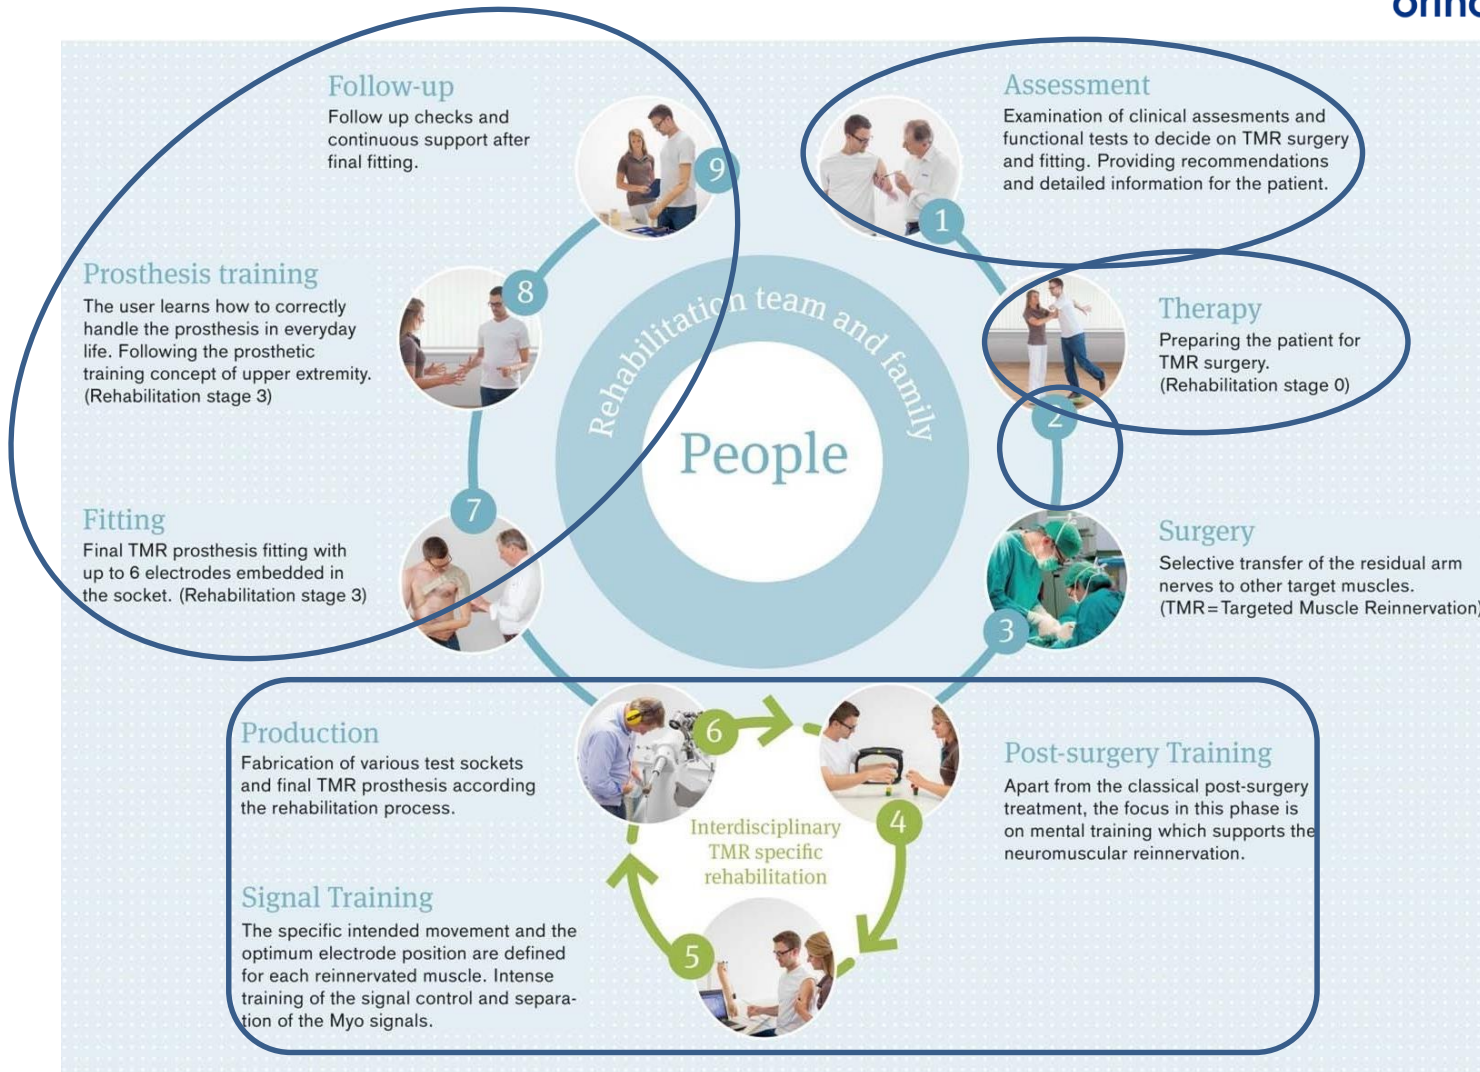 Follow-up
Follow up checks and
continuous support after
final fitting.
9
Assessment
Examination of clinical assesments and
functional tests to decide on TMR surgery
and fitting. Providing recommendations
and detailed information for the patient.
1
Prosthesis training
The user learns how to correctly
handle the prosthesis in everyday
life. Following the prosthetic
training concept of upper extremity.
(Rehabilitation stage 3)
8
Rehabilitation team and family
People
Therapy
Preparing the patient for
TMR surgery.
(Rehabilitation stage 0)
2
Fitting
Final TMR prosthesis fitting with
up to 6 electrodes embedded in
the socket. (Rehabilitation stage 3)
7
Surgery
Selective transfer of the residual arm
nerves to other target muscles.
(TMR=Targeted Muscle Reinnervation)
3
Production
Fabrication of various test sockets
and final TMR prosthesis according
the rehabilitation process.
6
Interdisciplinary
TMR specific
rehabilitation
4
Post-surgery Training
Apart from the classical post-surgery
treatment, the focus in this phase is
on mental training which supports the
neuromuscular reinnervation.
Signal Training
The specific intended movement and the
optimum electrode position are defined
for each reinnervated muscle. Intense
training of the signal control and separa-
tion of the Myo signals.
5